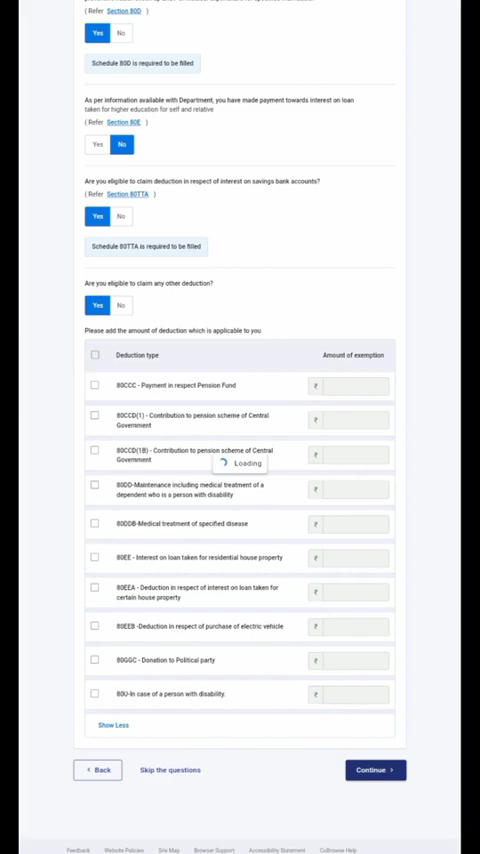 ( Refer Section 80D )
Yes No
Schedule 80D is required to be filled
As per information available with Department, you have made payment towards interest on loan
taken for higher education for self and relative
( Refer Section 80E )
Yes No
Are you eligible to claim deduction in respect of interest on savings bank accounts?
( Refer Section 80TTA )
Yes No
Schedule 80TTA is required to be filled
Are you eligible to claim any other deduction?
Yes No
Please add the amount of deduction which is applicable to you
Deduction type Amount of exemption
80CCC - Payment in respect Pension Fund ₹
80CCD(1) - Contribution to pension scheme of Central
Government ₹
80CCD(1B) - Contribution to pension scheme of Central
Government ₹
Loading
80DD-Maintenance including medical treatment of a
dependent who is a person with disability ₹
80DDB-Medical treatment of specified disease ₹
80EE - Interest on loan taken for residential house property ₹
80EEA - Deduction in respect of interest on loan taken for
certain house property ₹
80EEB -Deduction in respect of purchase of electric vehicle ₹
80GGC - Donation to Political party ₹
80U-In case of a person with disability. ₹
Show Less
< Back Skip the questions Continue >
Feedback Website Policies Site Map Browser Support Accessibility Statement CoBrowse Help